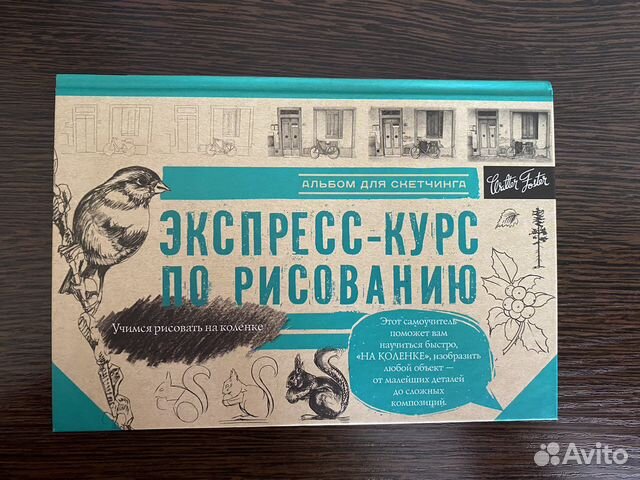 АЛЬБОМ ДЛЯ СКЕТЧИНГА
Walter Foster
ЭКСПРЕСС-КУРС
ПО РИСОВАНИЮ
Учимся рисовать на коленке
Этот самоучитель
поможет вам
научиться быстро,
«НА КОЛЕНКЕ», изобразить
любой объект —
от малейших деталей
до сложных
композиций.
Avito